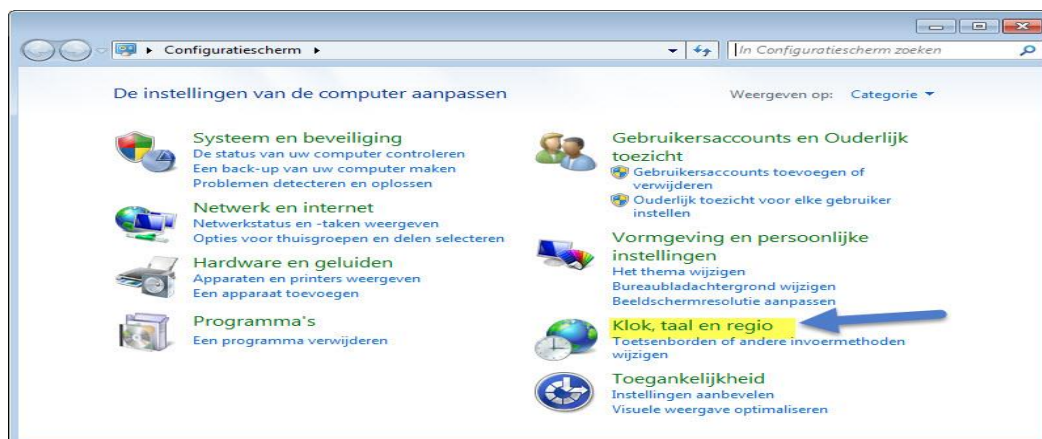 Configuratiescherm
In Configuratiescherm zoeken
De instellingen van de computer aanpassen
Weergeven op: Categorie
Systeem en beveiliging
De status van uw computer controleren
Een back-up van uw computer maken
Problemen detecteren en oplossen
Netwerk en internet
Netwerkstatus en -taken weergeven
Opties voor thuisgroepen en delen selecteren
Hardware en geluiden
Apparaten en printers weergeven
Een apparaat toevoegen
Programma's
Een programma verwijderen
Gebruikersaccounts en Ouderlijk
toezicht
Gebruikersaccounts toevoegen of
verwijderen
Ouderlijk toezicht voor elke gebruiker
instellen
Vormgeving en persoonlijke
instellingen
Het thema wijzigen
Bureaubladachtergrond wijzigen
Beeldschermresolutie aanpassen
Klok, taal en regio
Toetsenborden of andere invoermethoden
wijzigen
Toegankelijkheid
Instellingen aanbevelen
Visuele weergave optimaliseren